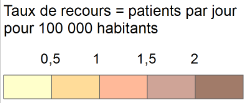 Taux de recours = patients par jour
pour 100 000 habitants
0,5 1 1,5 2